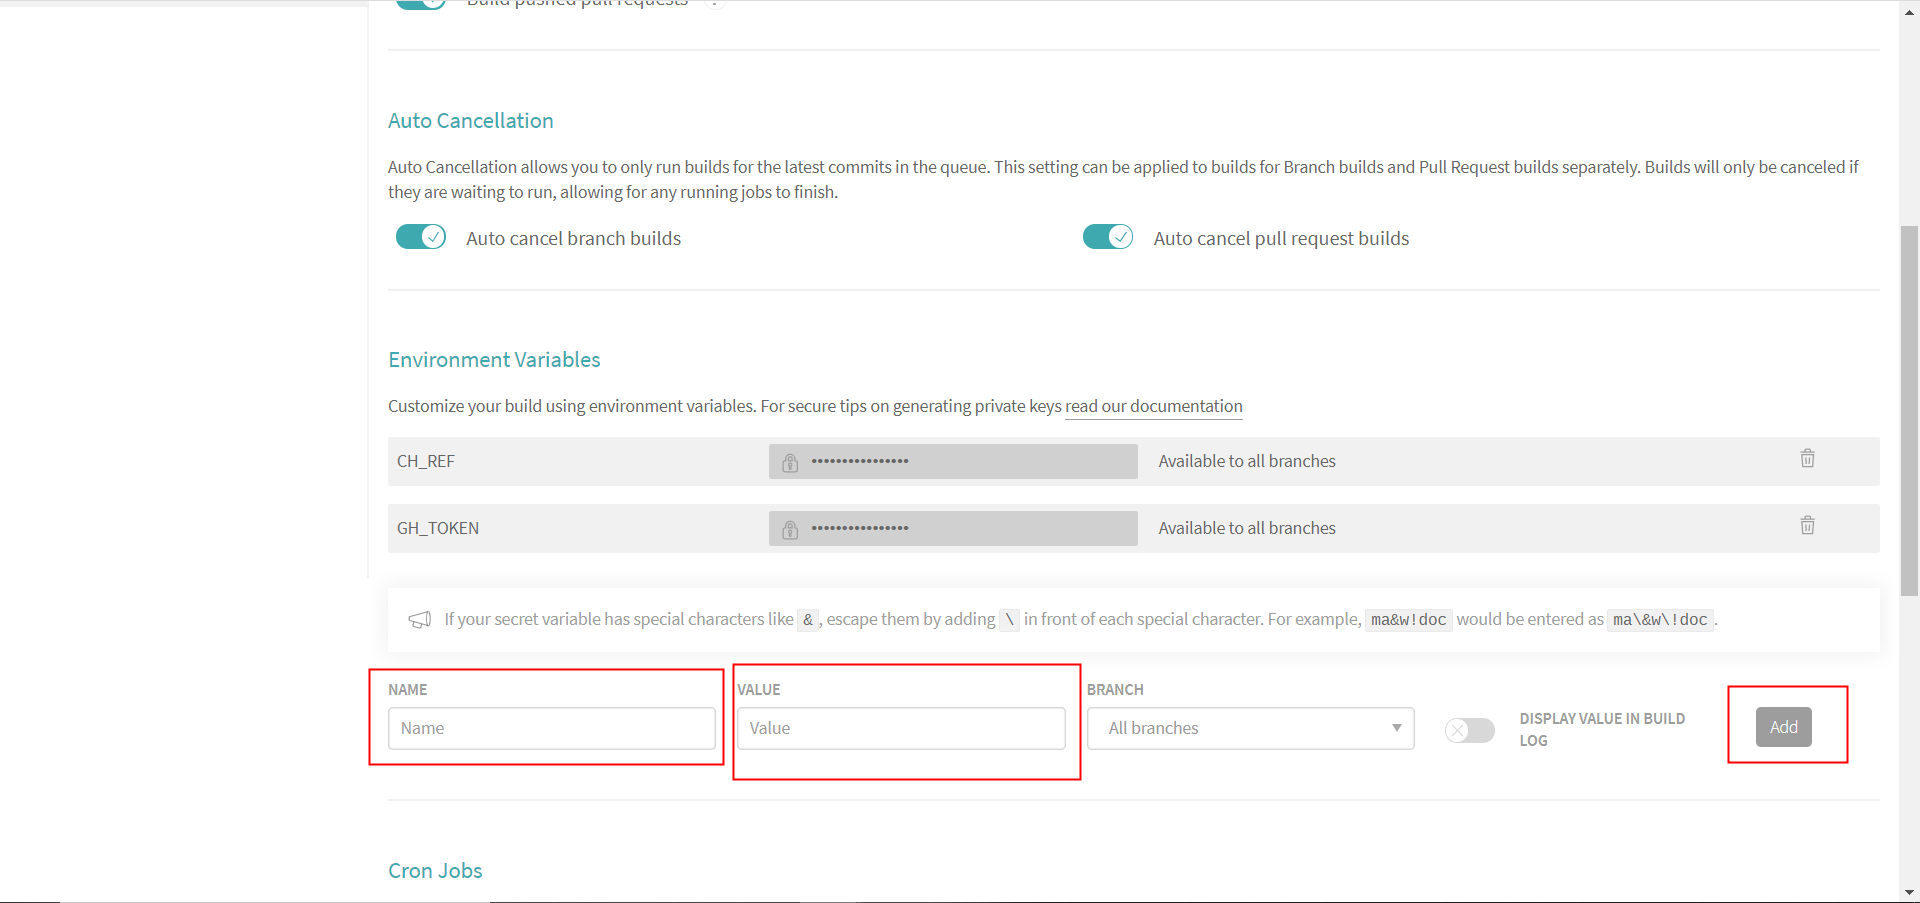 Build pushed pull requests
Auto Cancellation
Auto Cancellation allows you to only run builds for the latest commits in the queue. This setting can be applied to builds for Branch builds and Pull Request builds separately. Builds will only be canceled if
they are waiting to run, allowing for any running jobs to finish.
Auto cancel branch builds
Auto cancel pull request builds
Environment Variables
Customize your build using environment variables. For secure tips on generating private keys read our documentation
CH_REF •••••••••••••••• Available to all branches
GH_TOKEN •••••••••••••••• Available to all branches
If your secret variable has special characters like &, escape them by adding \ in front of each special character. For example, ma&w!doc would be entered as ma\&w\!doc.
NAME VALUE BRANCH
Name Value All branches
DISPLAY VALUE IN BUILD
LOG
Add
Cron Jobs